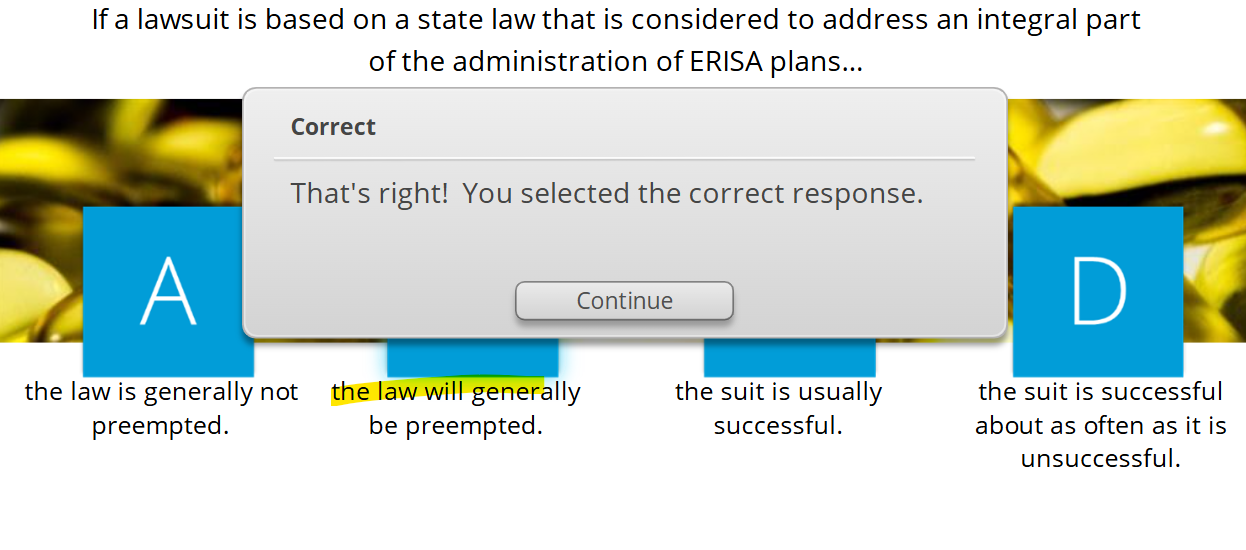 If a lawsuit is based on a state law that is considered to address an integral part
of the administration of ERISA plans...
Correct
That's right!  You selected the correct response.
Continue
A
D
the law is generally not
preempted.
the law will generally
be preempted.
the suit is usually
successful.
the suit is successful
about as often as it is
unsuccessful.